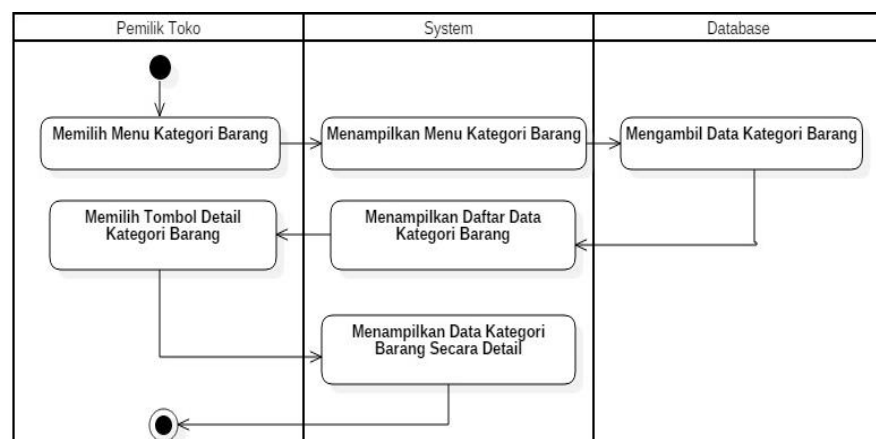 Pemilik Toko
System
Database
Memilih Menu Kategori Barang
Menampilkan Menu Kategori Barang
Mengambil Data Kategori Barang
Memilih Tombol Detail
Kategori Barang
Menampilkan Daftar Data
Kategori Barang
Menampilkan Data Kategori
Barang Secara Detail